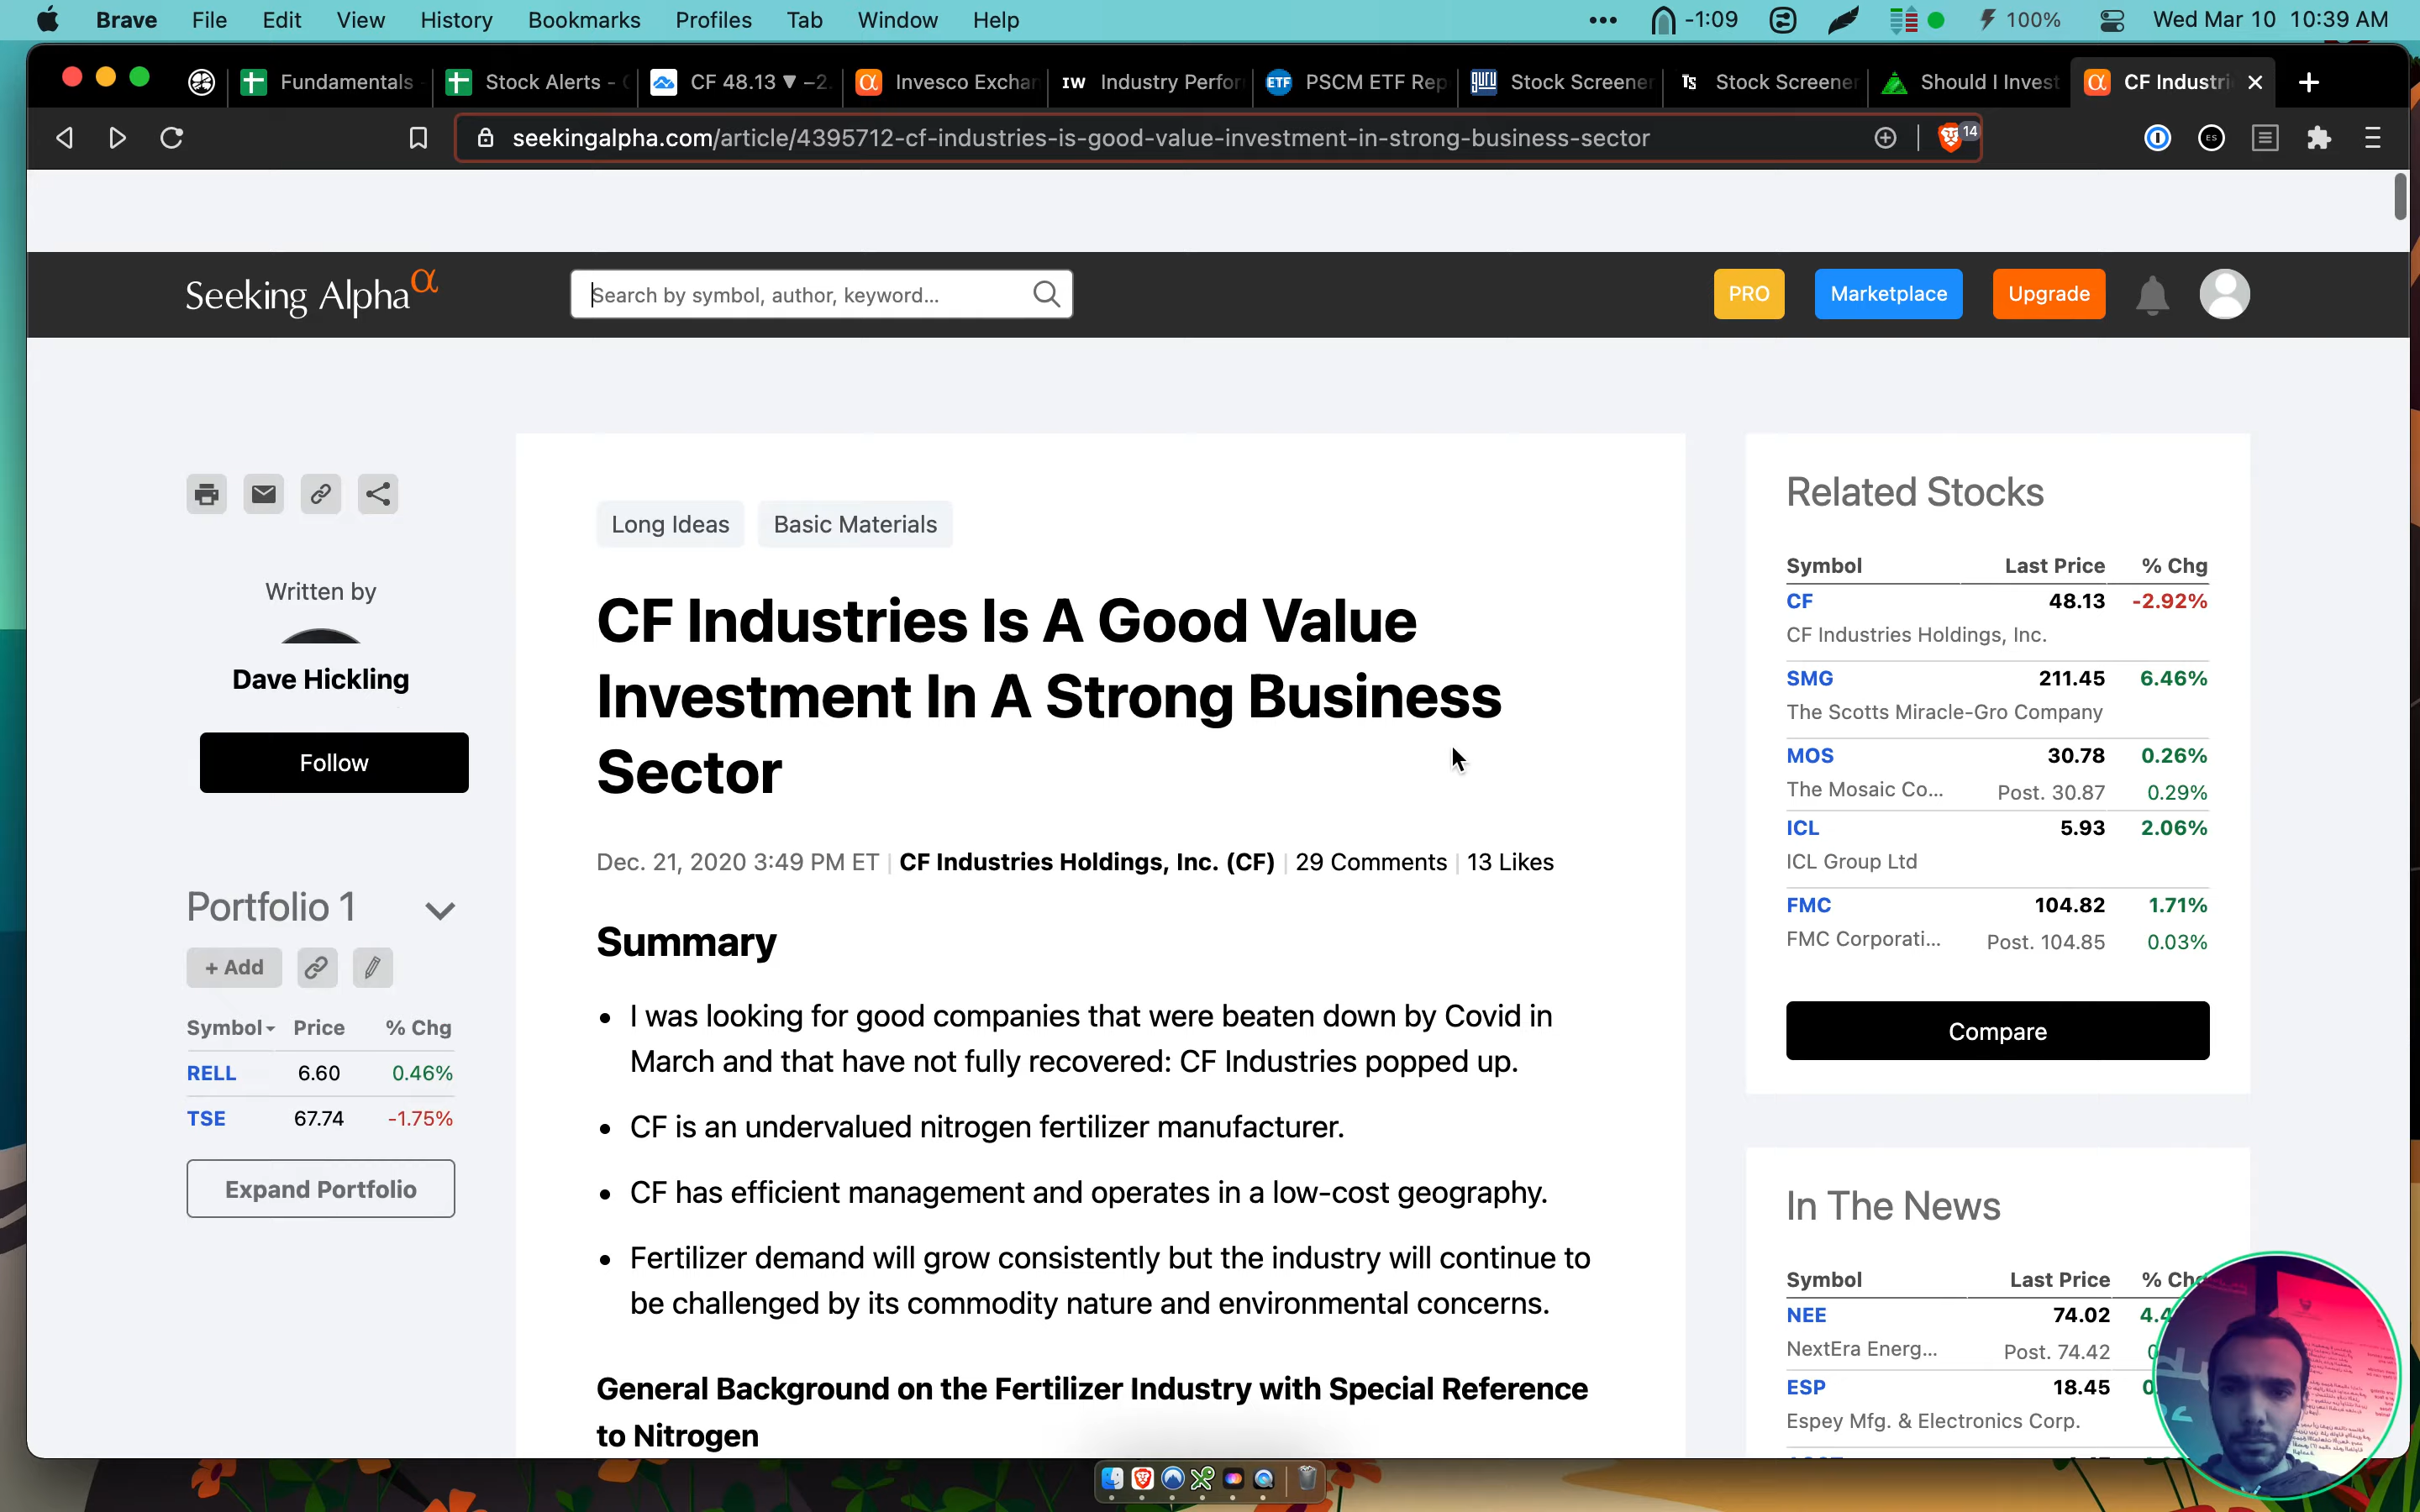 Brave File Edit View History Bookmarks Profiles Tab Window Help
-1:09 100% Wed Mar 10 10:39 AM
Fundamentals Stock Alerts - CF 48.13 ▼ −2. Invesco Exchan IW Industry Perfor ETF PSCM ETF Rep guru Stock Screener TS Stock Screener Should I Invest α CF Industri
seekingalpha.com/article/4395712-cf-industries-is-good-value-investment-in-strong-business-sector
14
ES
Seeking Alpha α
Search by symbol, author, keyword...
PRO
Marketplace
Upgrade
Written by
Dave Hickling
Follow
Portfolio 1
+ Add
Symbol Price % Chg
RELL 6.60 0.46%
TSE 67.74 -1.75%
Expand Portfolio
Long Ideas Basic Materials
CF Industries Is A Good Value
Investment In A Strong Business
Sector
Dec. 21, 2020 3:49 PM ET | CF Industries Holdings, Inc. (CF) | 29 Comments | 13 Likes
Summary
• I was looking for good companies that were beaten down by Covid in
March and that have not fully recovered: CF Industries popped up.
• CF is an undervalued nitrogen fertilizer manufacturer.
• CF has efficient management and operates in a low-cost geography.
• Fertilizer demand will grow consistently but the industry will continue to
be challenged by its commodity nature and environmental concerns.
General Background on the Fertilizer Industry with Special Reference
to Nitrogen
Related Stocks
Symbol Last Price % Chg
CF 48.13 -2.92%
CF Industries Holdings, Inc.
SMG 211.45 6.46%
The Scotts Miracle-Gro Company
MOS 30.78 0.26%
The Mosaic Co... Post. 30.87 0.29%
ICL 5.93 2.06%
ICL Group Ltd
FMC 104.82 1.71%
FMC Corporati... Post. 104.85 0.03%
Compare
In The News
Symbol Last Price % Chg
NEE 74.02 4.4
NextEra Energ... Post. 74.42
ESP 18.45
Espey Mfg. & Electronics Corp.